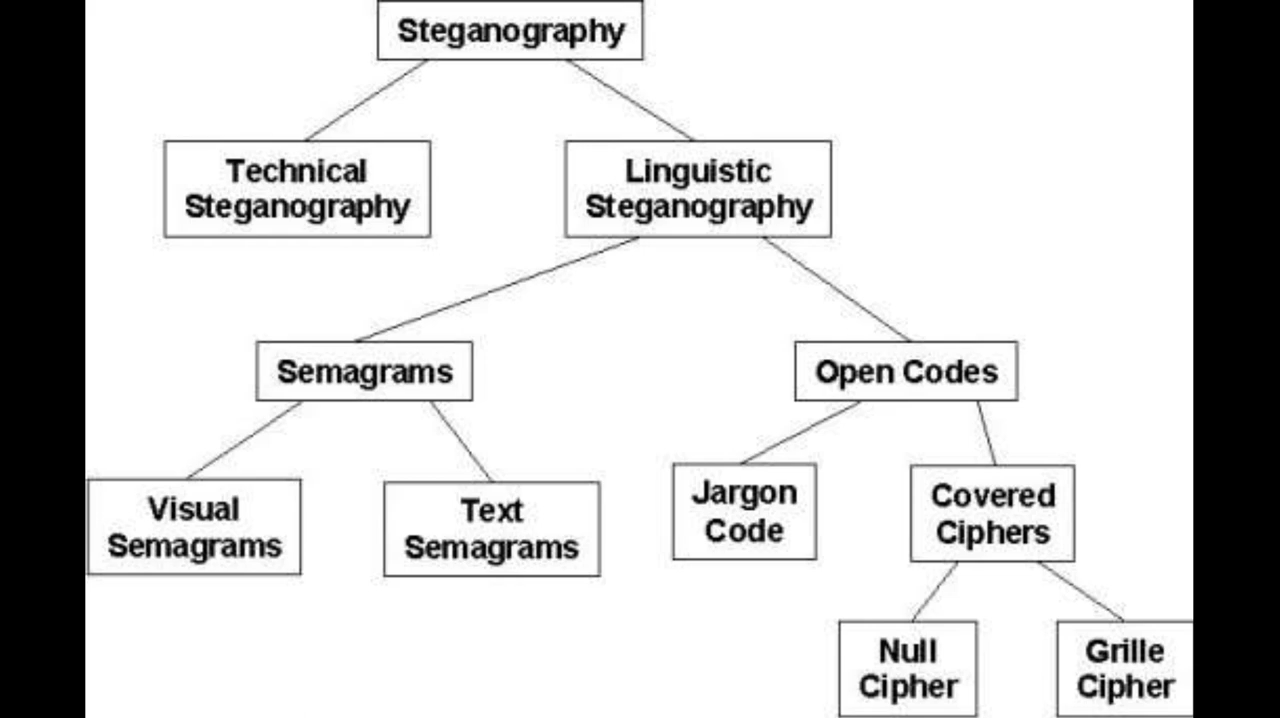 Steganography
Technical
Steganography
Linguistic
Steganography
Semagrams
Open Codes
Visual
Semagrams
Text
Semagrams
Jargon
Code
Covered
Ciphers
Null
Cipher
Grille
Cipher